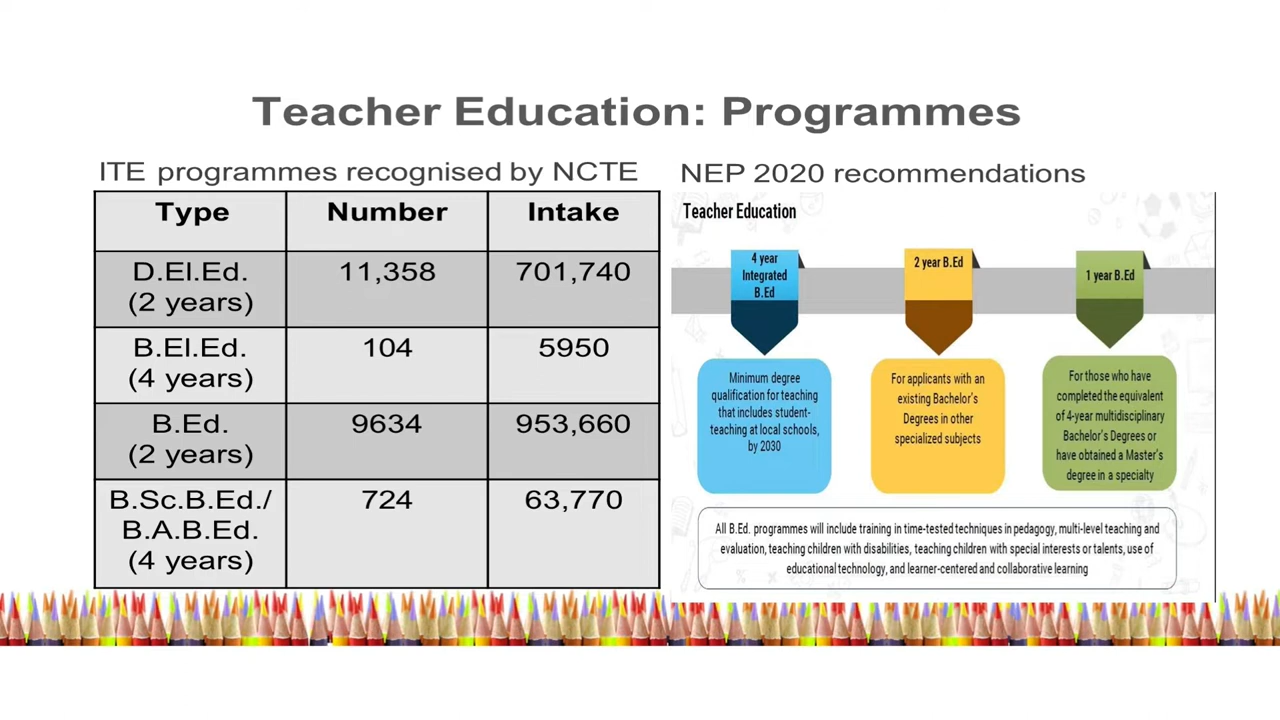 Teacher Education: Programmes
ITE programmes recognised by NCTE
Type Number Intake
D.El.Ed.
(2 years)
11,358 701,740
B.El.Ed.
(4 years)
104 5950
B.Ed.
(2 years)
9634 953,660
B.Sc.B.Ed./
B.A.B.Ed.
(4 years)
724 63,770
NEP 2020 recommendations
Teacher Education
4 year
Integrated
B.Ed
2 year B.Ed
1 year B.Ed
Minimum degree
qualification for teaching
that includes student-
teaching at local schools,
by 2030
For applicants with an
existing Bachelor's
Degrees in other
specialized subjects
For those who have
completed the equivalent
of 4-year multidisciplinary
Bachelor's Degrees or
have obtained a Master's
degree in a specialty
All B.Ed. programmes will include training in time-tested techniques in pedagogy, multi-level teaching and
evaluation, teaching children with disabilities, teaching children with special interests or talents, use of
educational technology, and learner-centered and collaborative learning